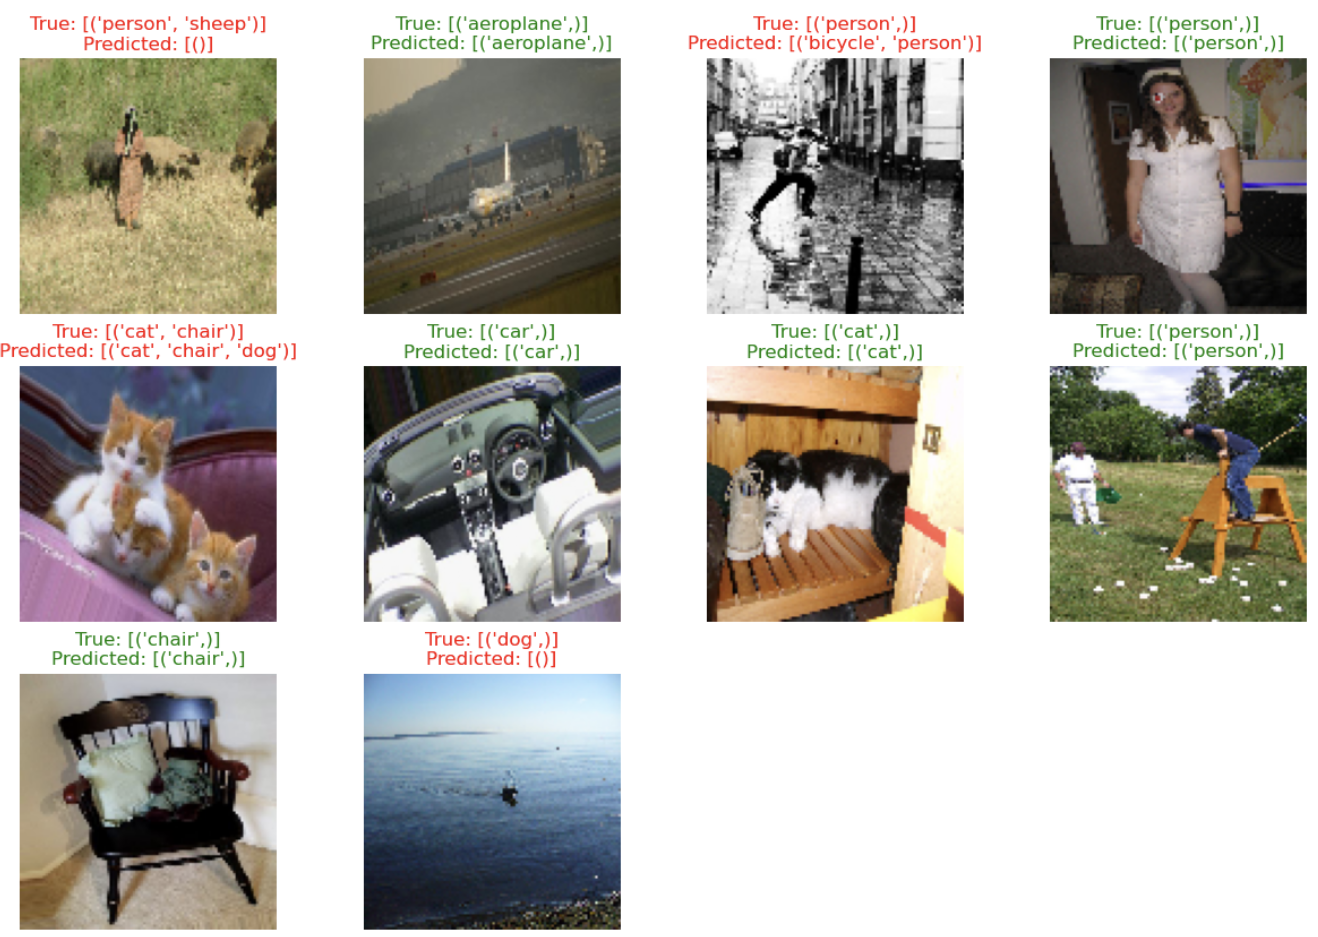 True: [('person', 'sheep')]
Predicted: [()]
True: [('aeroplane',)]
Predicted: [('aeroplane',)]
True: [('person',)]
Predicted: [('bicycle', 'person')]
True: [('person',)]
Predicted: [('person',)]
True: [('cat', 'chair')]
Predicted: [('cat', 'chair', 'dog')]
True: [('car',)]
Predicted: [('car',)]
True: [('cat',)]
Predicted: [('cat',)]
True: [('person',)]
Predicted: [('person',)]
True: [('chair',)]
Predicted: [('chair',)]
True: [('dog',)]
Predicted: [()]